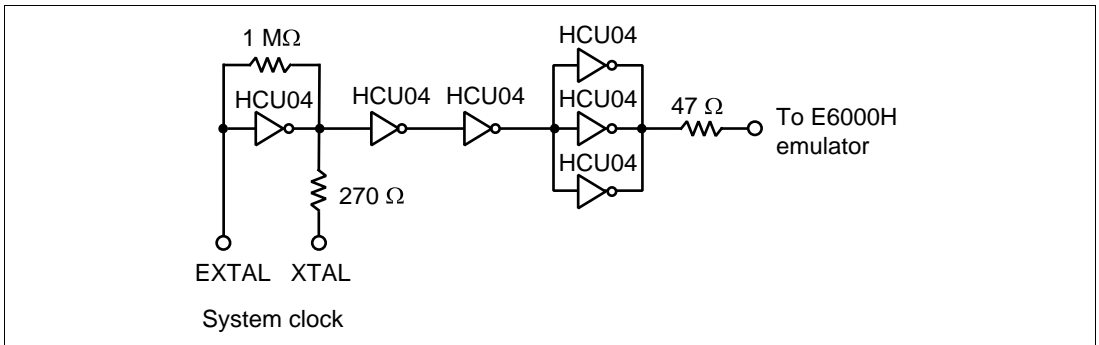 1 MΩ
HCU04
HCU04
HCU04
HCU04
HCU04
HCU04
47 Ω
To E6000H
emulator
270 Ω
EXTAL
XTAL
System clock